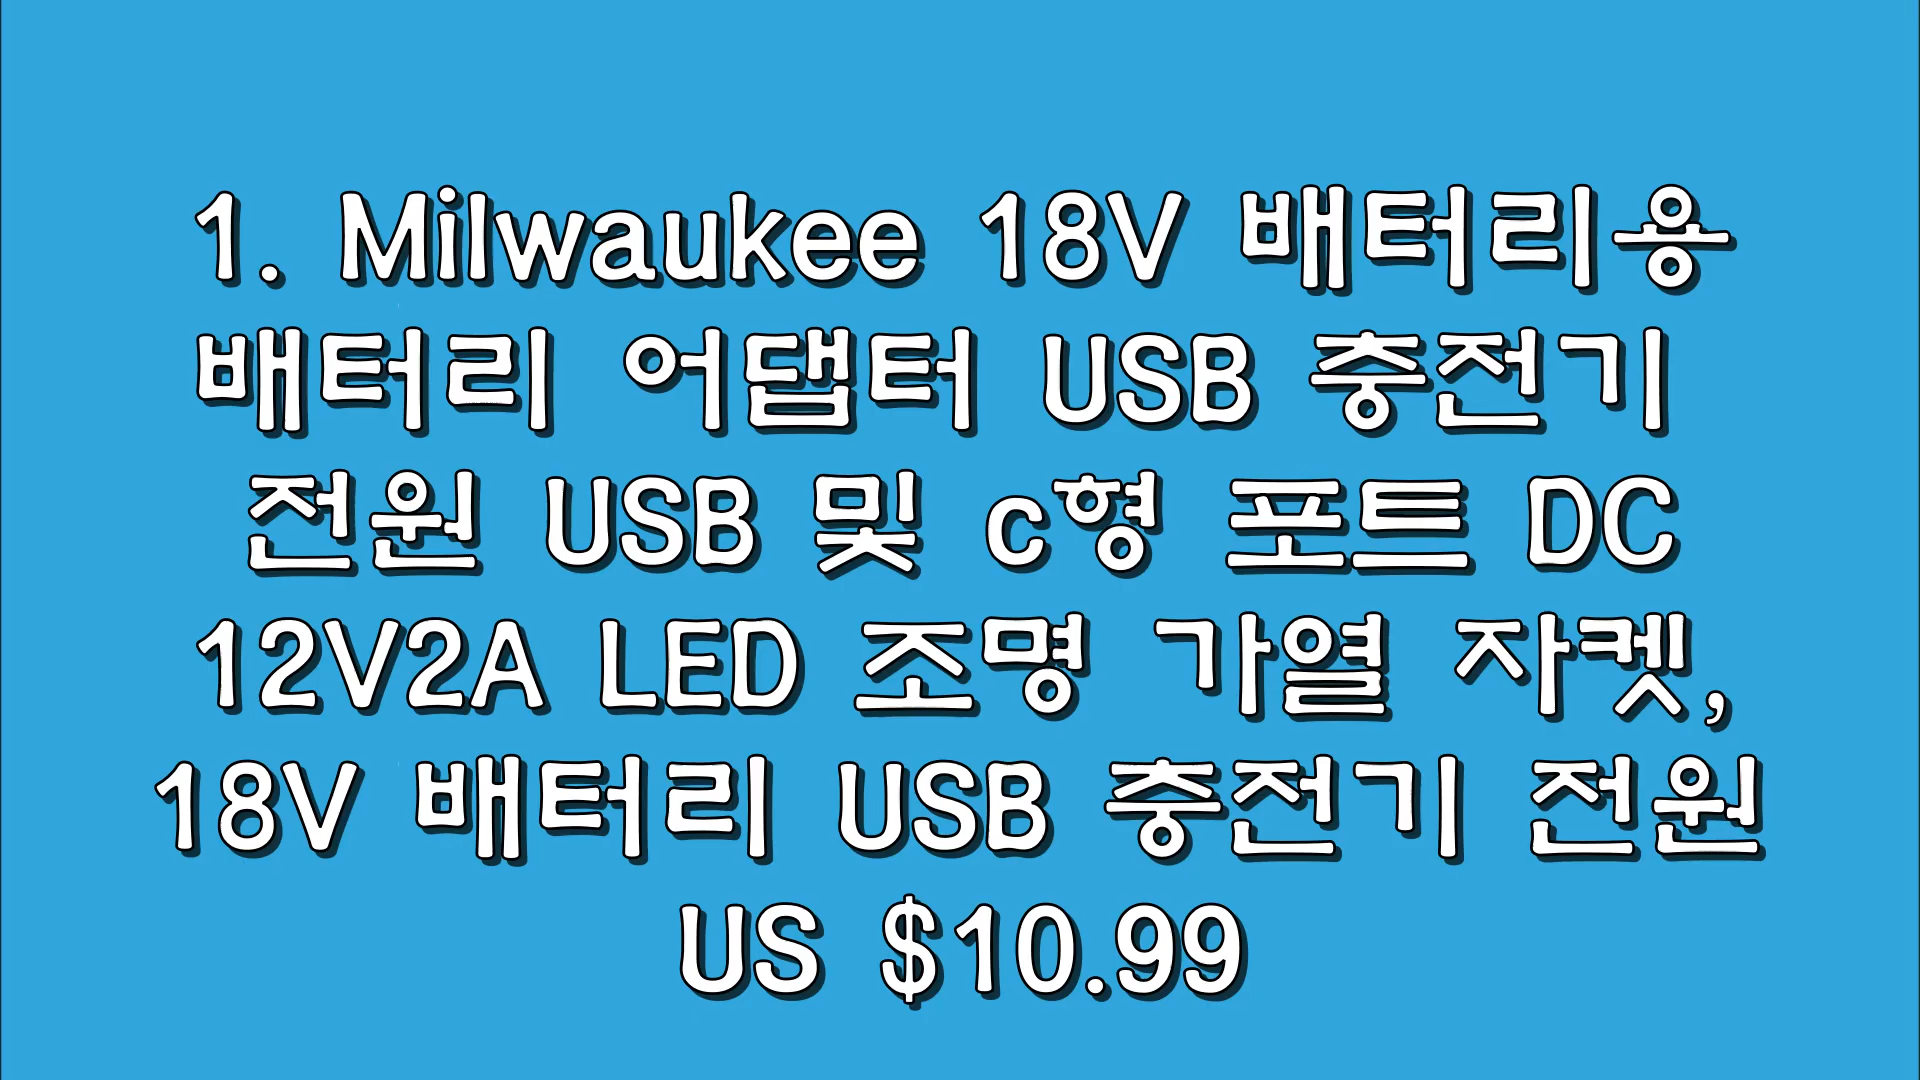 1. Milwaukee 18V 배터리용
배터리 어댑터 USB 충전기
전원 USB 및 c형 포트 DC
12V2A LED 조명 가열 자켓,
18V 배터리 USB 충전기 전원
US $10.99